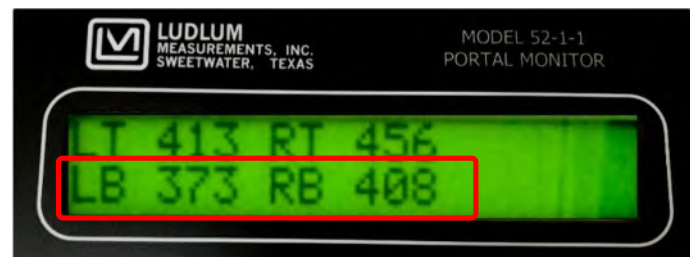 LUDLUM
MEASUREMENTS, INC.
SWEETWATER, TEXAS
MODEL 52-1-1
PORTAL MONITOR
LT 413 RT 456
LB 373 RB 408